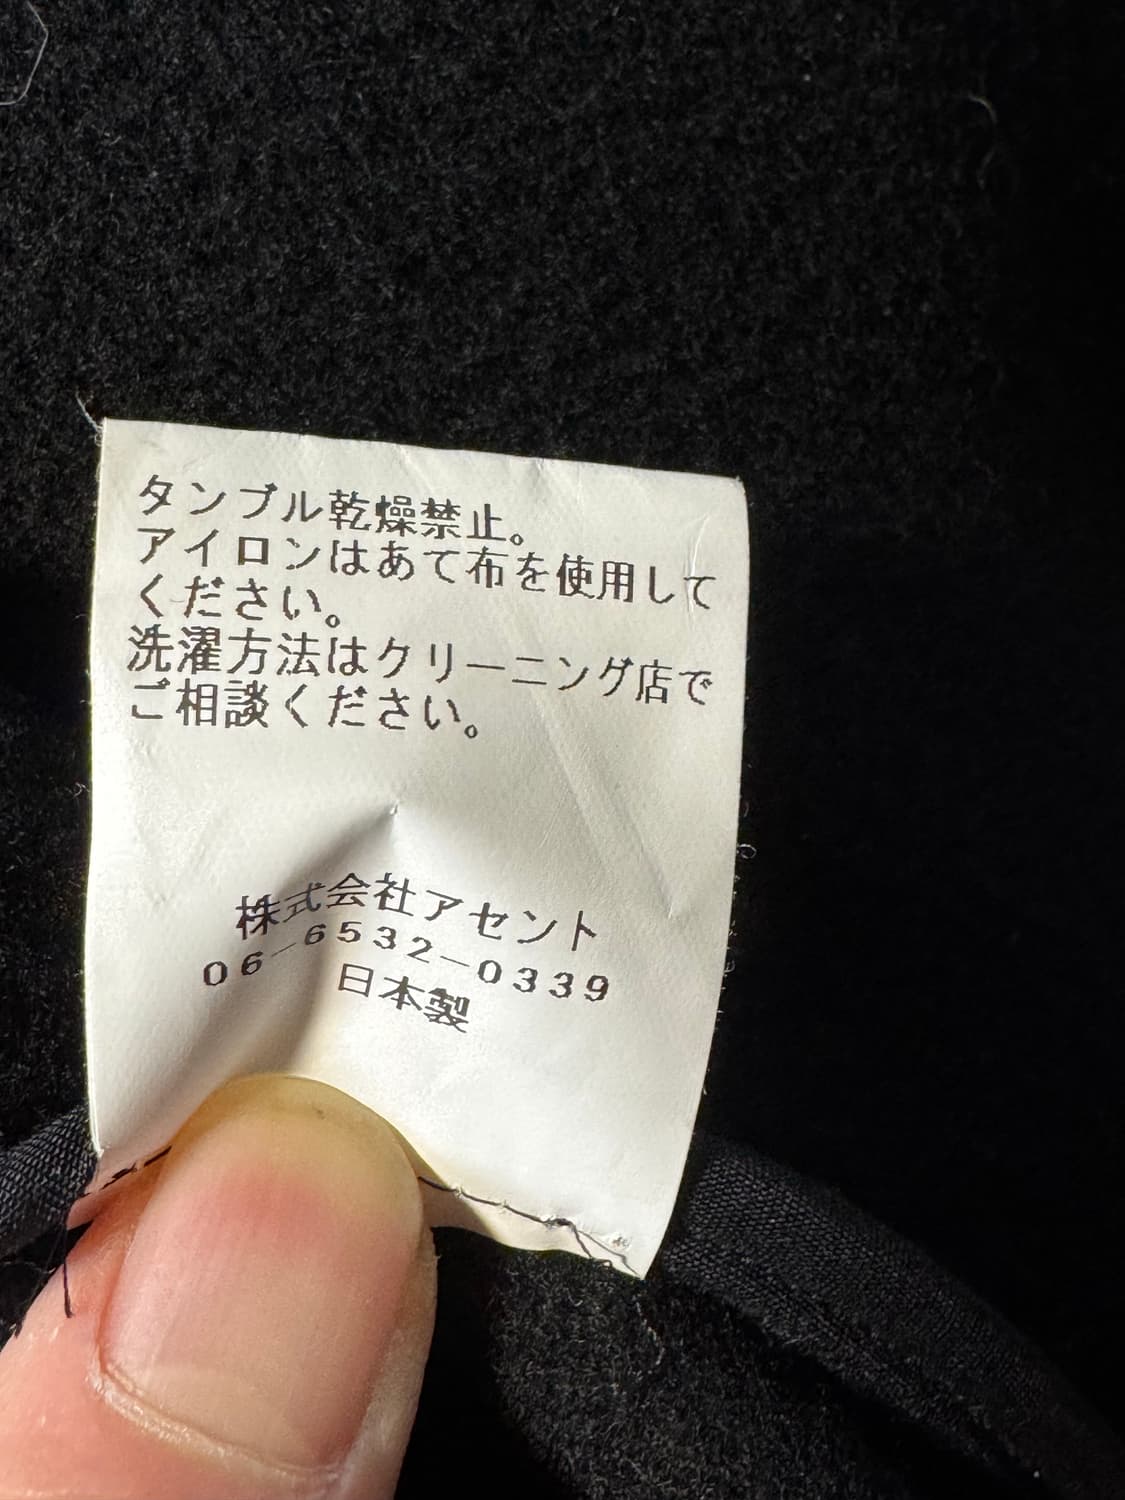 タンブル乾燥禁止。
アイロンはあて布を使用して
ください。
洗濯方法はクリーニング店で
ご相談ください。
株式会社アセント
06-6532-0339
日本製